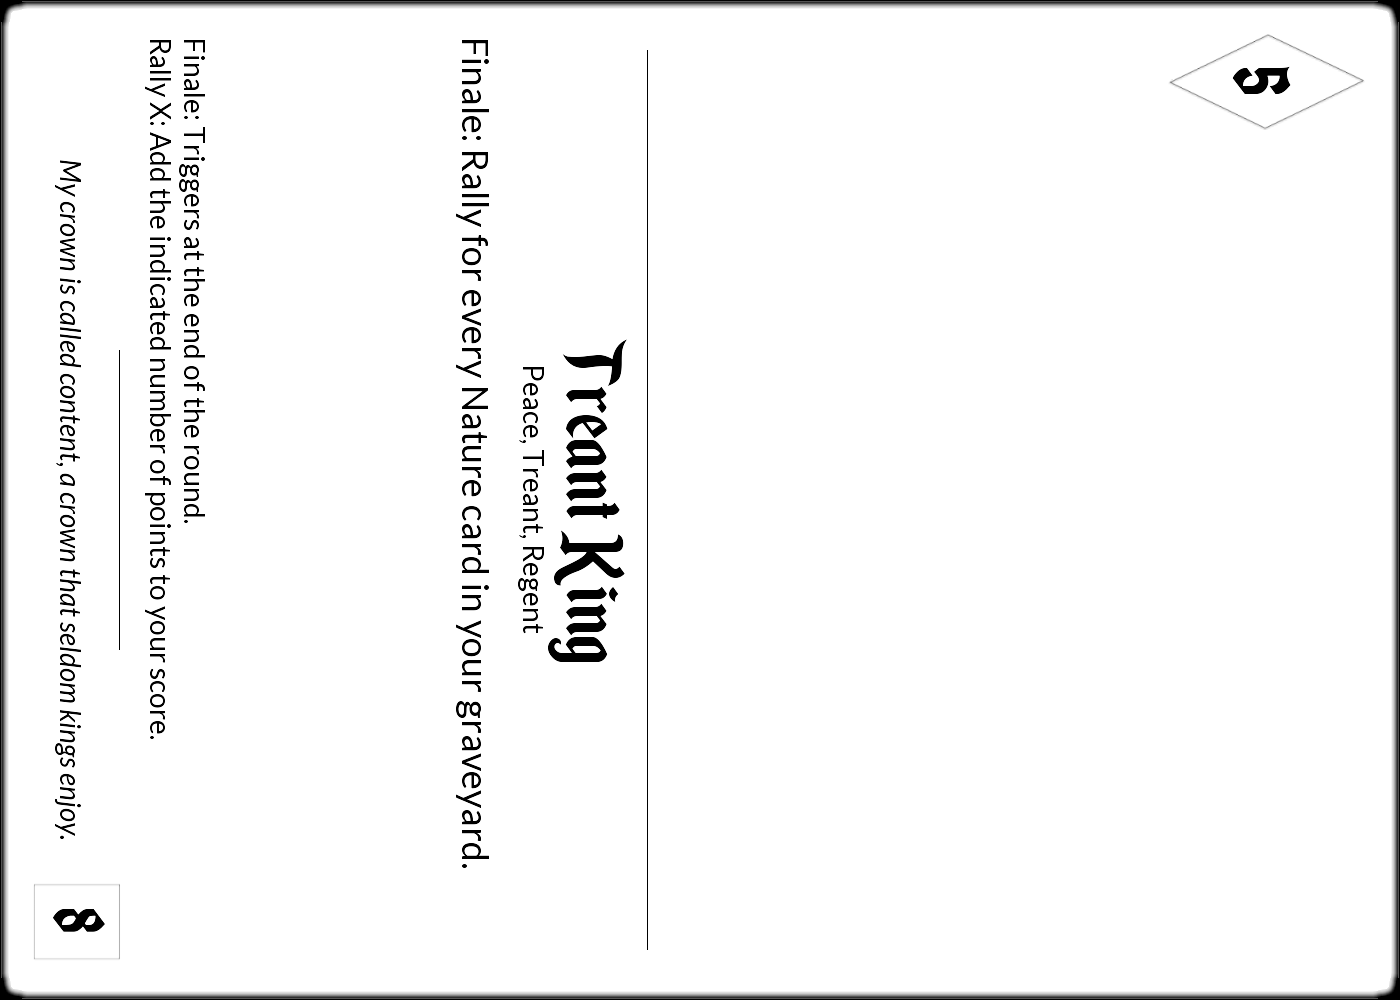 5
Treant King
Peace, Treant, Regent
Finale: Rally for every Nature card in your graveyard.
Finale: Triggers at the end of the round.
Rally X: Add the indicated number of points to your score.
My crown is called content, a crown that seldom kings enjoy.
8